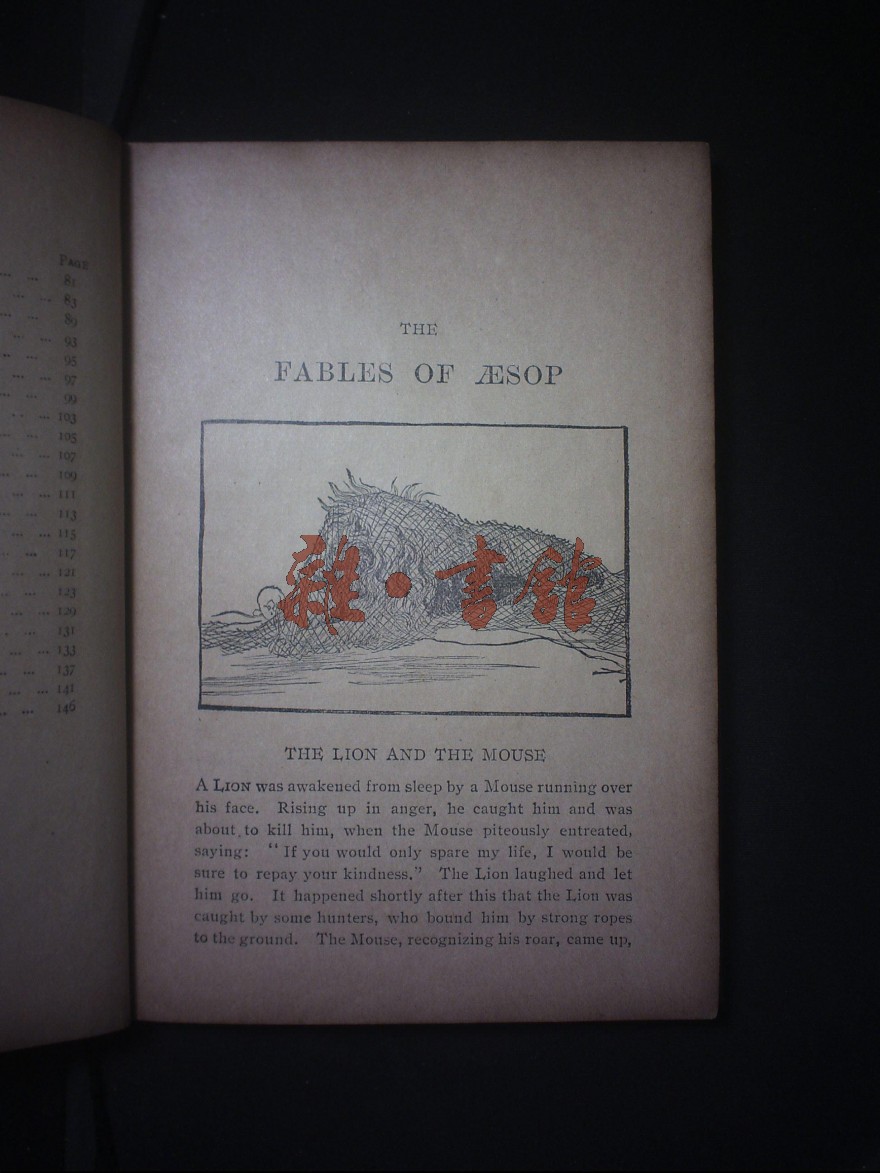 PAGE
81
83
89
93
95
97
99
103
105
107
109
111
113
115
117
121
123
129
131
133
137
141
146
THE
FABLES OF ÆSOP
雜·書館
THE LION AND THE MOUSE
A LION was awakened from sleep by a Mouse running over
his face. Rising up in anger, he caught him and was
about to kill him, when the Mouse piteously entreated,
saying: "If you would only spare my life, I would be
sure to repay your kindness." The Lion laughed and let
him go. It happened shortly after this that the Lion was
caught by some hunters, who bound him by strong ropes
to the ground. The Mouse, recognizing his roar, came up,